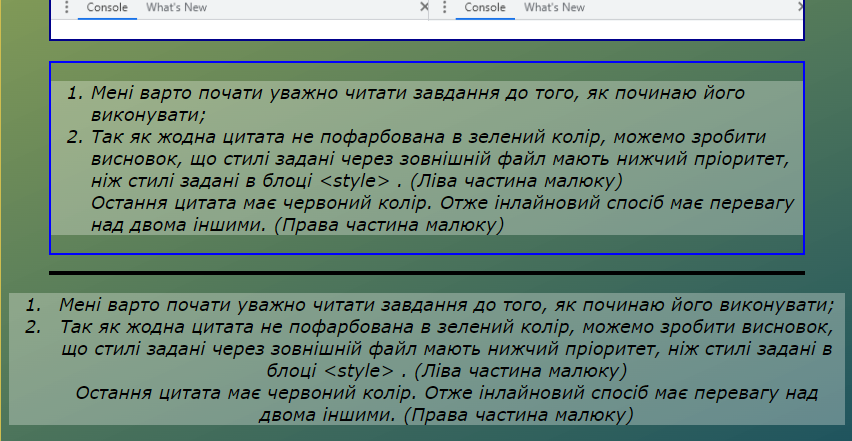 Console What's New Console What's New
1. Мені варто почати уважно читати завдання до того, як починаю його
виконувати;
2. Так як жодна цитата не пофарбована в зелений колір, можемо зробити
висновок, що стилі задані через зовнішній файл мають нижчий пріоритет,
ніж стилі задані в блоці <style> . (Ліва частина малюку)
Остання цитата має червоний колір. Отже інлайновий спосіб має перевагу
над двома іншими. (Права частина малюку)
1. Мені варто почати уважно читати завдання до того, як починаю його виконувати;
2. Так як жодна цитата не пофарбована в зелений колір, можемо зробити висновок,
що стилі задані через зовнішній файл мають нижчий пріоритет, ніж стилі задані в
блоці <style> . (Ліва частина малюку)
Остання цитата має червоний колір. Отже інлайновий спосіб має перевагу над
двома іншими. (Права частина малюку)